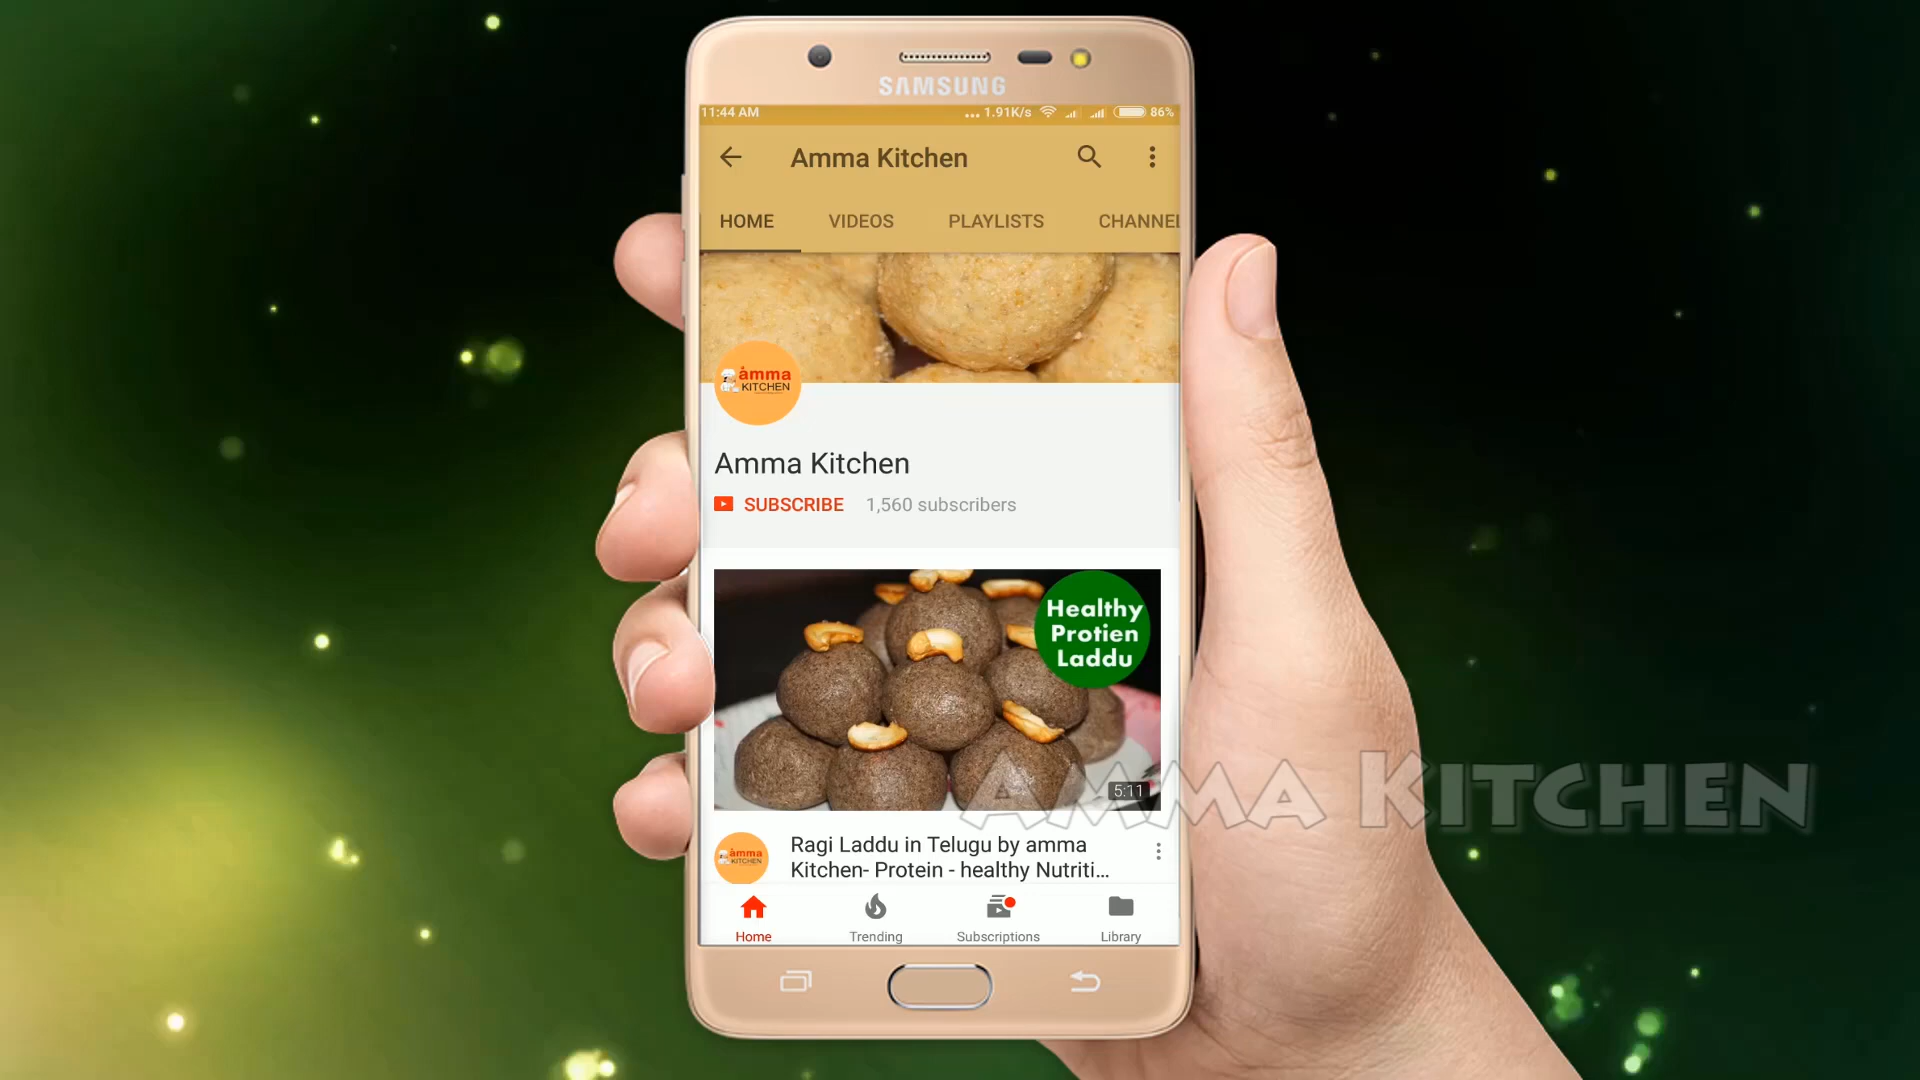 SAMSUNG
11:44 AM ... 1.91K/s 86%
Amma Kitchen
HOME VIDEOS PLAYLISTS CHANNEL
amma
KITCHEN
Amma Kitchen
SUBSCRIBE 1,560 subscribers
Healthy
Protien
Laddu
5:11
AMMA KITCHEN
amma
KITCHEN
Ragi Laddu in Telugu by amma
Kitchen- Protein - healthy Nutriti...
Home Trending Subscriptions Library